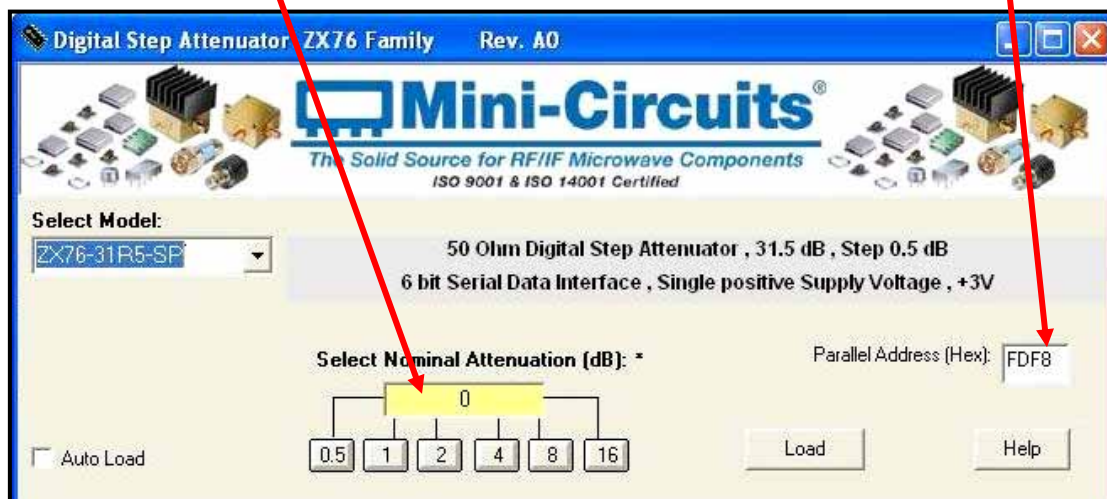 Digital Step Attenuator ZX76 Family Rev. A0
Mini-Circuits®
The Solid Source for RF/IF Microwave Components
ISO 9001 & ISO 14001 Certified
Select Model:
ZX76-31R5-SP
50 Ohm Digital Step Attenuator , 31.5 dB , Step 0.5 dB
6 bit Serial Data Interface , Single positive Supply Voltage , +3V
Select Nominal Attenuation (dB): *
Parallel Address (Hex): FDF8
0
0.5 1 2 4 8 16
Auto Load
Load
Help